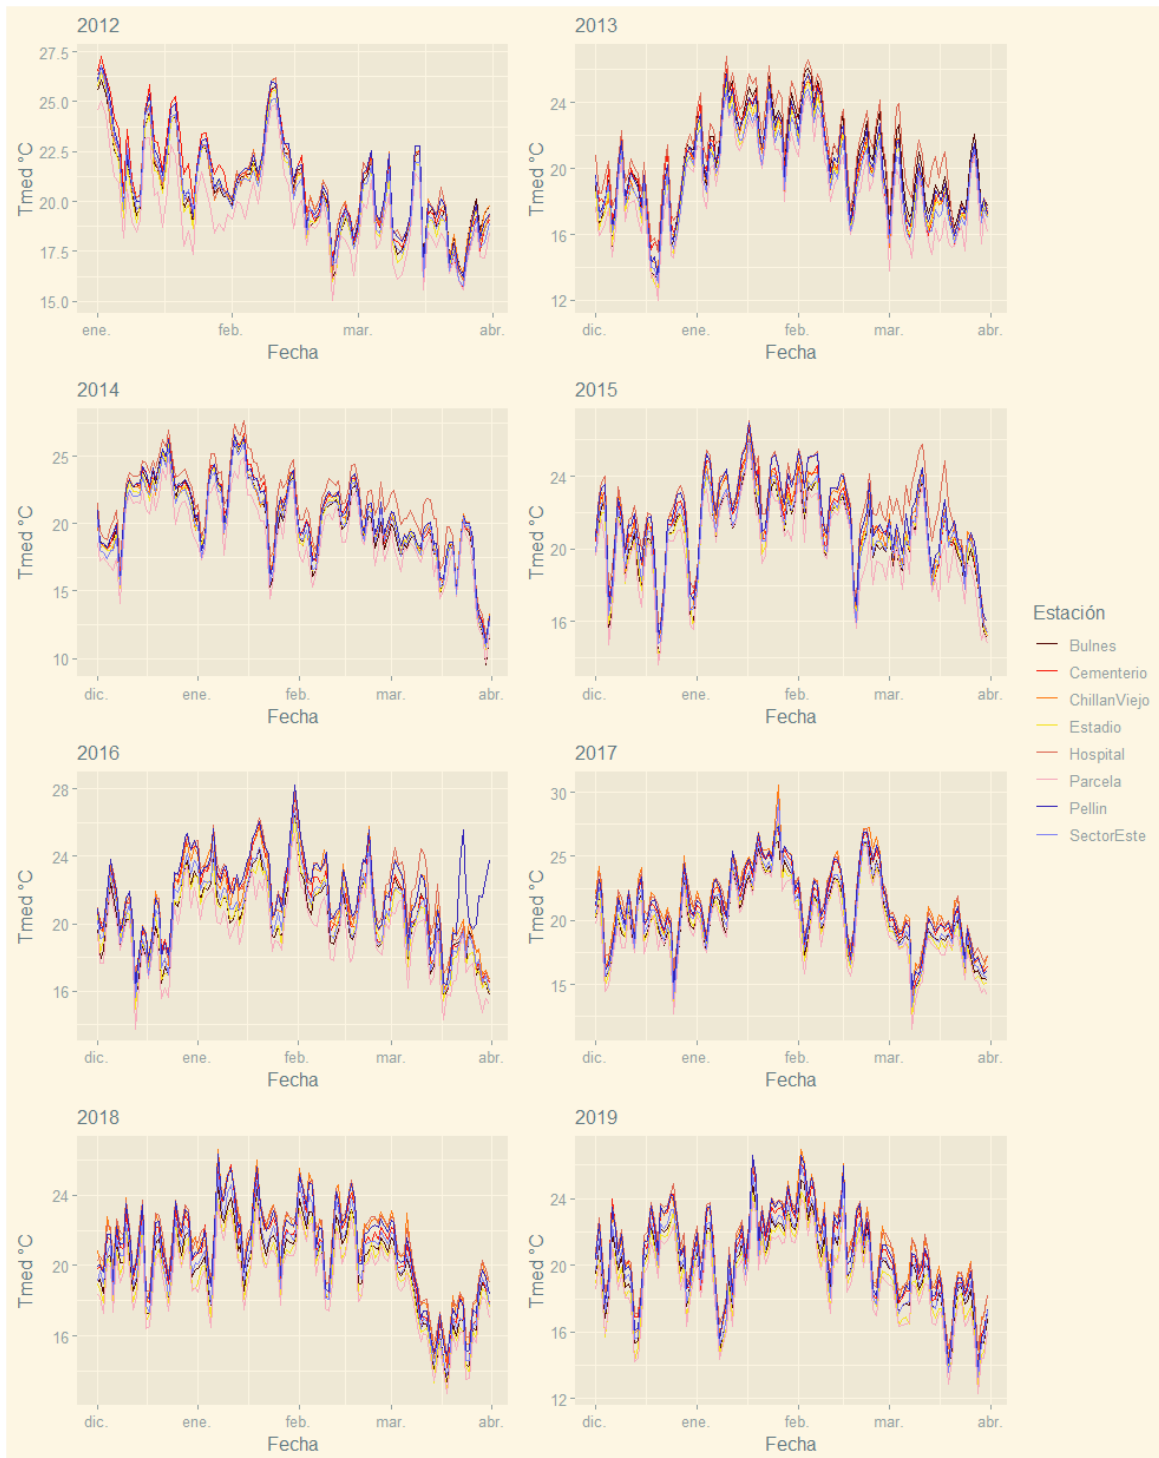 2012
27.5
25.0
22.5
20.0
17.5
15.0
Tmed °C
ene.
feb.
mar.
abr.
Fecha
2013
24
20
16
12
Tmed °C
dic.
ene.
feb.
mar.
abr.
Fecha
2014
25
20
15
10
Tmed °C
dic.
ene.
feb.
mar.
abr.
Fecha
2015
24
20
16
Tmed °C
dic.
ene.
feb.
mar.
abr.
Fecha
Estación
Bulnes
Cementerio
ChillanViejo
Estadio
Hospital
Parcela
Pellin
SectorEste
2016
28
24
20
16
Tmed °C
dic.
ene.
feb.
mar.
abr.
Fecha
2017
30
25
20
15
Tmed °C
dic.
ene.
feb.
mar.
abr.
Fecha
2018
24
20
16
Tmed °C
dic.
ene.
feb.
mar.
abr.
Fecha
2019
24
20
16
12
Tmed °C
dic.
ene.
feb.
mar.
abr.
Fecha